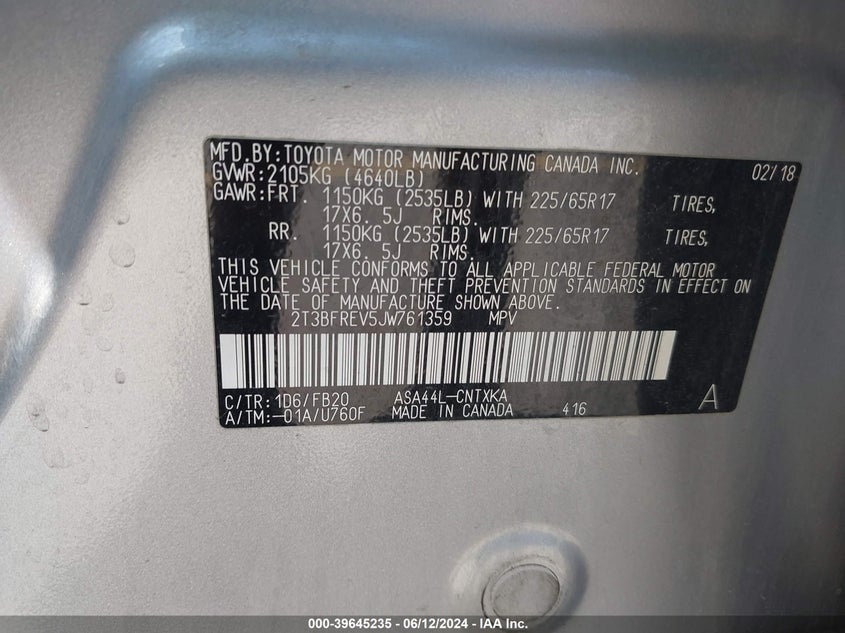 MFD.BY:TOYOTA MOTOR MANUFACTURING CANADA INC. 02/18
GVWR:2105KG (4640LB)
GAWR:FRT. 1150KG (2535LB) WITH 225/65R17 TIRES,
17X6. 5J RIMS.
RR. 1150KG (2535LB) WITH 225/65R17 TIRES,
17X6. 5J RIMS.
THIS VEHICLE CONFORMS TO ALL APPLICABLE FEDERAL MOTOR
VEHICLE SAFETY AND THEFT PREVENTION STANDARDS IN EFFECT ON
THE DATE OF MANUFACTURE SHOWN ABOVE.
2T3BFREV5JW761359 MPV
C/TR:1D6/FB20 ASA44L-CNTXKA A
A/TM:-01A/U760F MADE IN CANADA 416
000-39645235 - 06/12/2024 - IAA Inc.